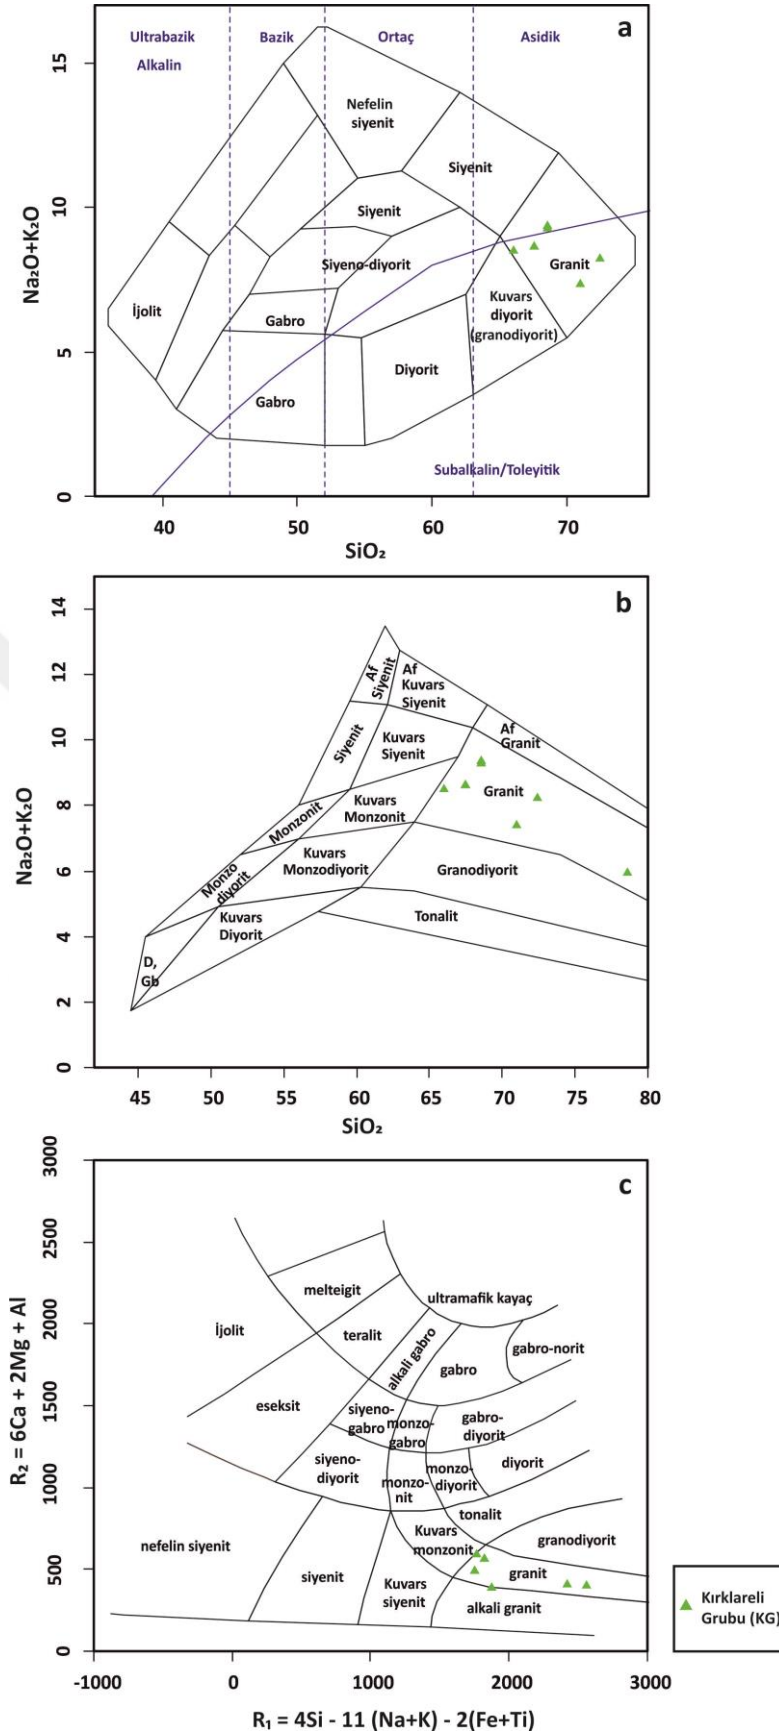 Ultrabazik Bazik Ortaç Asidik a
Alkalin
Nefelin
siyenit
Siyenit
Siyenit
Siyeno-diyorit
Granit
İjolit
Gabro
Kuvars
diyorit
(granodiyorit)
Diyorit
Gabro
Subalkalin/Toleyitik
15
10
5
0
Na₂O+K₂O
40 50 60 70
SiO₂
b
Af
Siyenit
Af
Kuvars
Siyenit
Af
Granit
Siyenit
Kuvars
Siyenit
Granit
Monzonit
Kuvars
Monzonit
Monzo
diyorit
Kuvars
Monzodiyorit
Granodiyorit
Kuvars
Diyorit
Tonalit
D,
Gb
14
12
10
8
6
4
2
0
Na₂O+K₂O
45 50 55 60 65 70 75 80
SiO₂
c
melteigit
ultramafik kayaç
İjolit
teralit
alkali gabro
gabro
gabro-norit
eseksit
siyeno-
gabro
monzo-
gabro
gabro-
diyorit
siyeno-
diyorit
monzo-
nit
monzo-
diyorit
diyorit
tonalit
nefelin siyenit
Kuvars
monzonit
granodiyorit
siyenit
Kuvars
siyenit
granit
alkali granit
3000
2500
2000
1500
1000
500
0
R₂ = 6Ca + 2Mg + Al
-1000 0 1000 2000 3000
R₁ = 4Si - 11 (Na+K) - 2(Fe+Ti)
Kırklareli
Grubu (KG)